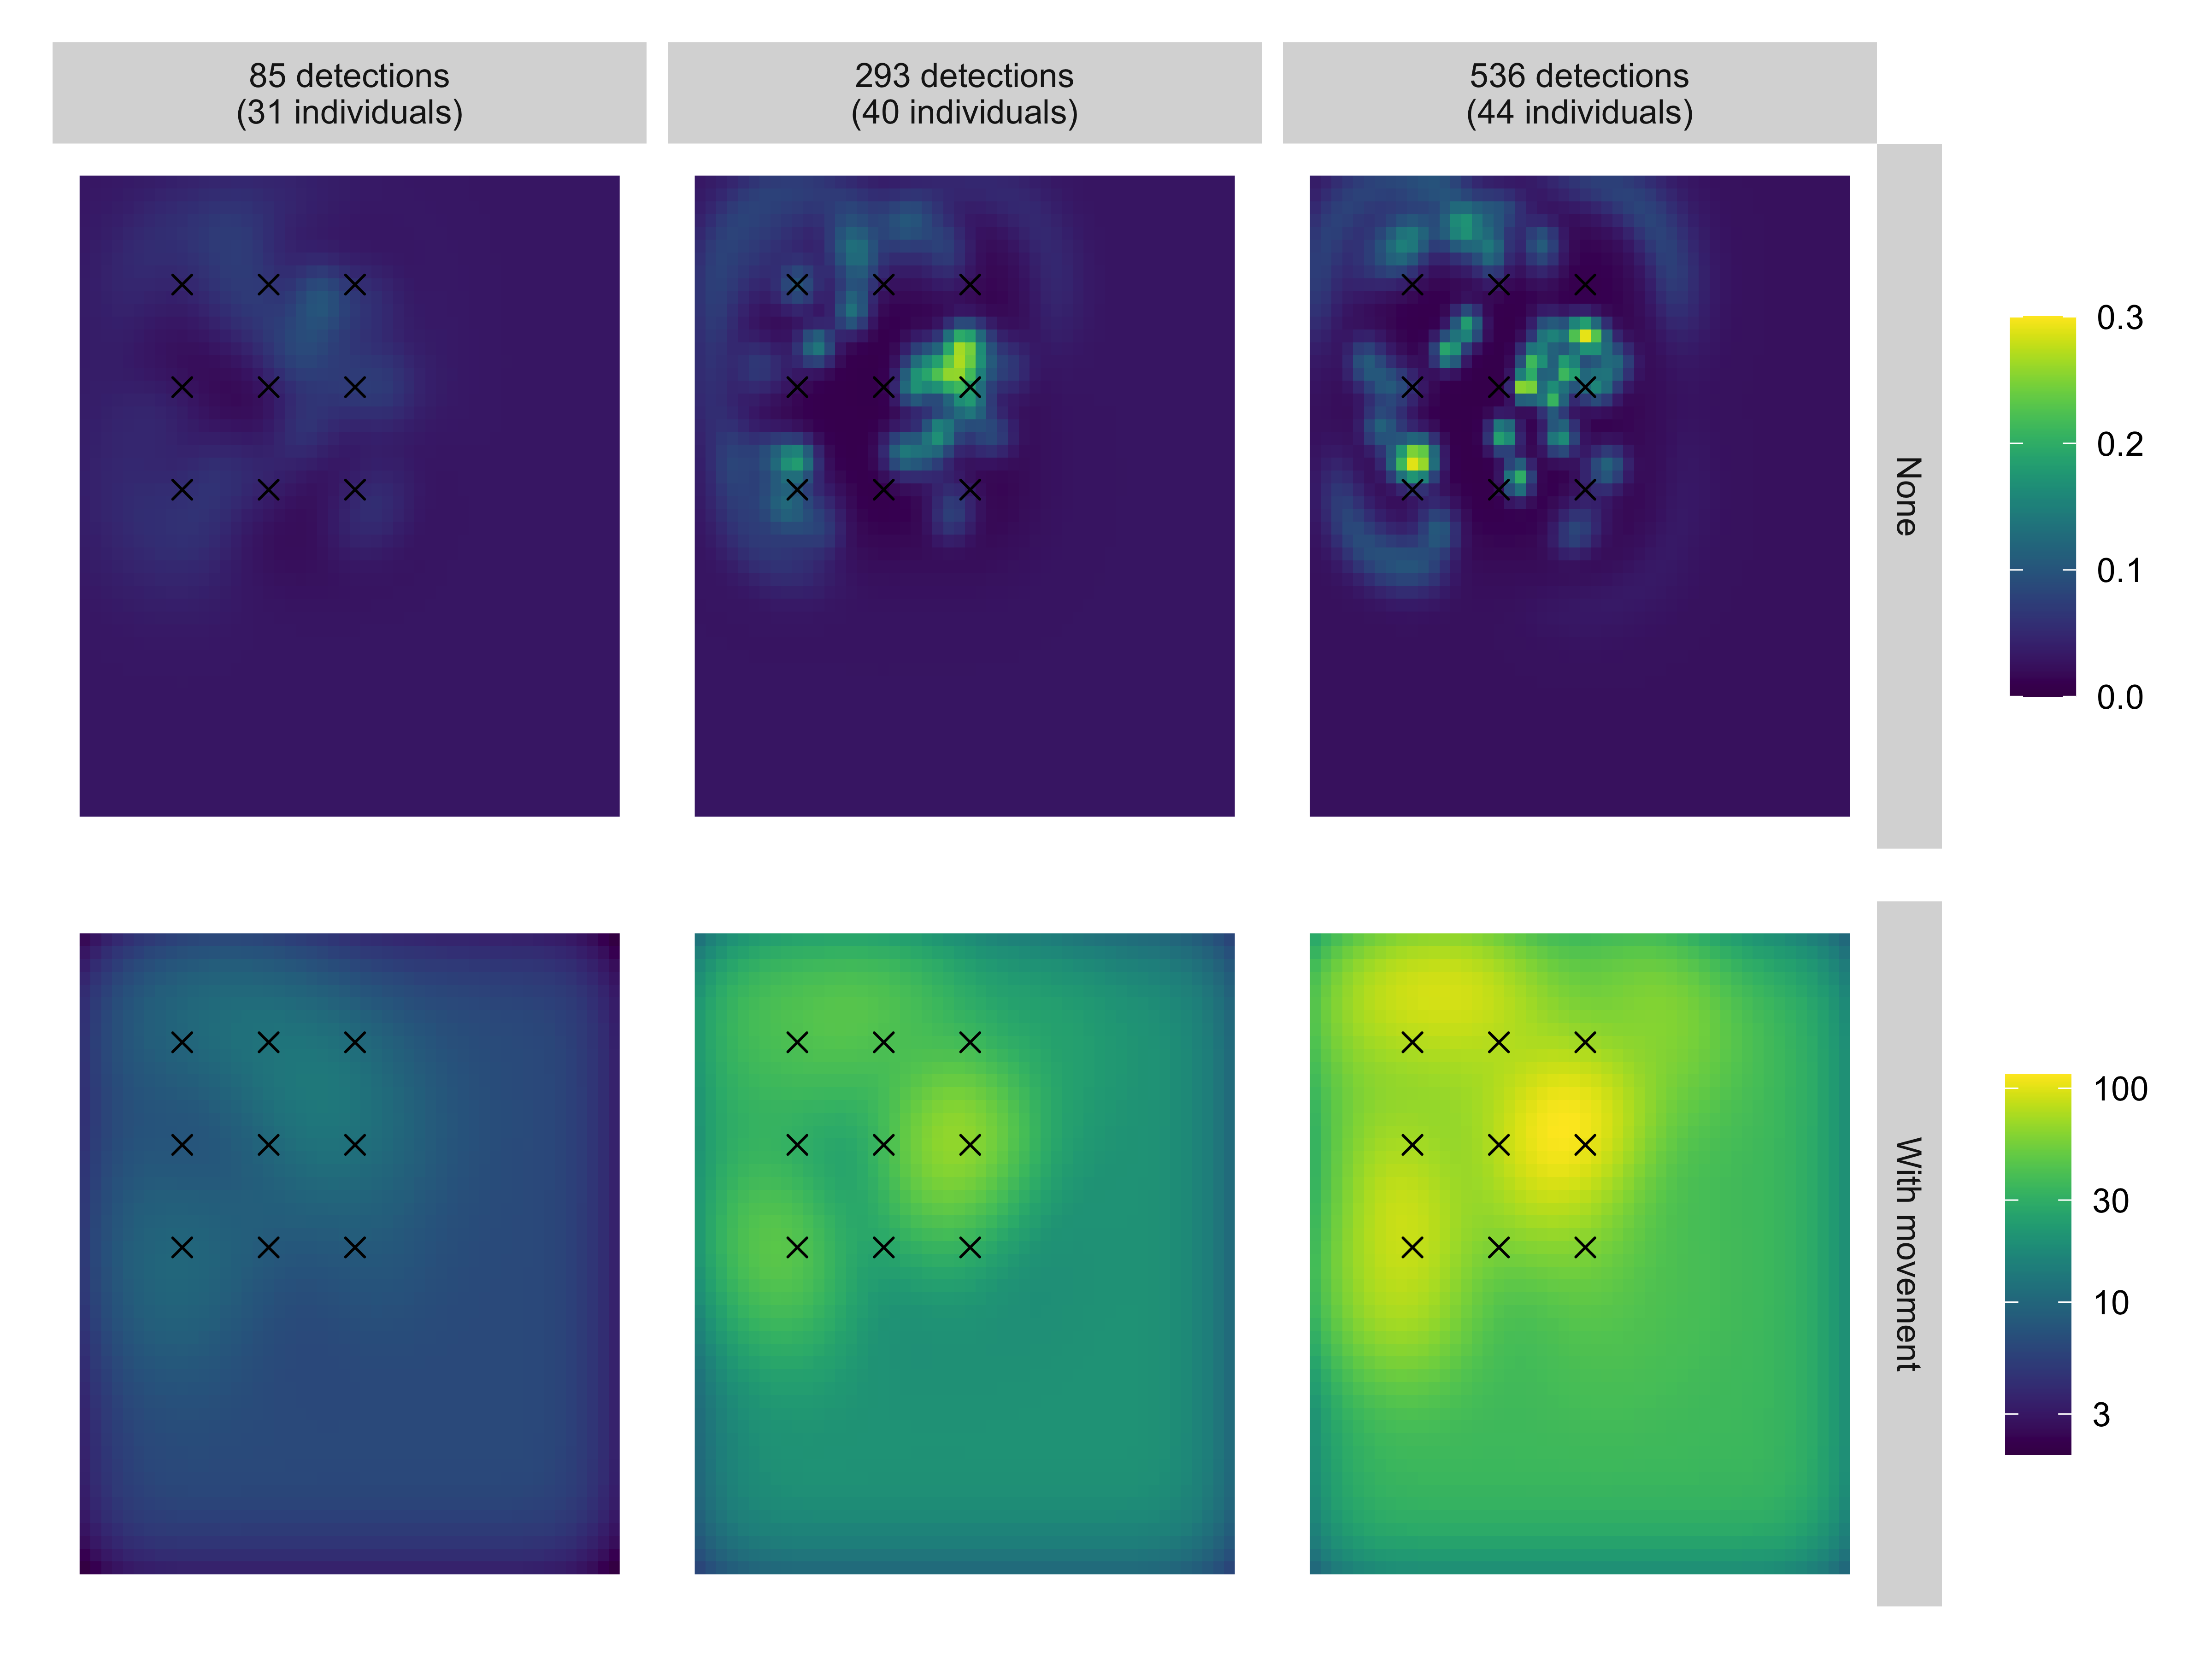 85 detections
(31 individuals)
293 detections
(40 individuals)
536 detections
(44 individuals)
None
0.3
0.2
0.1
0.0
With movement
100
30
10
3